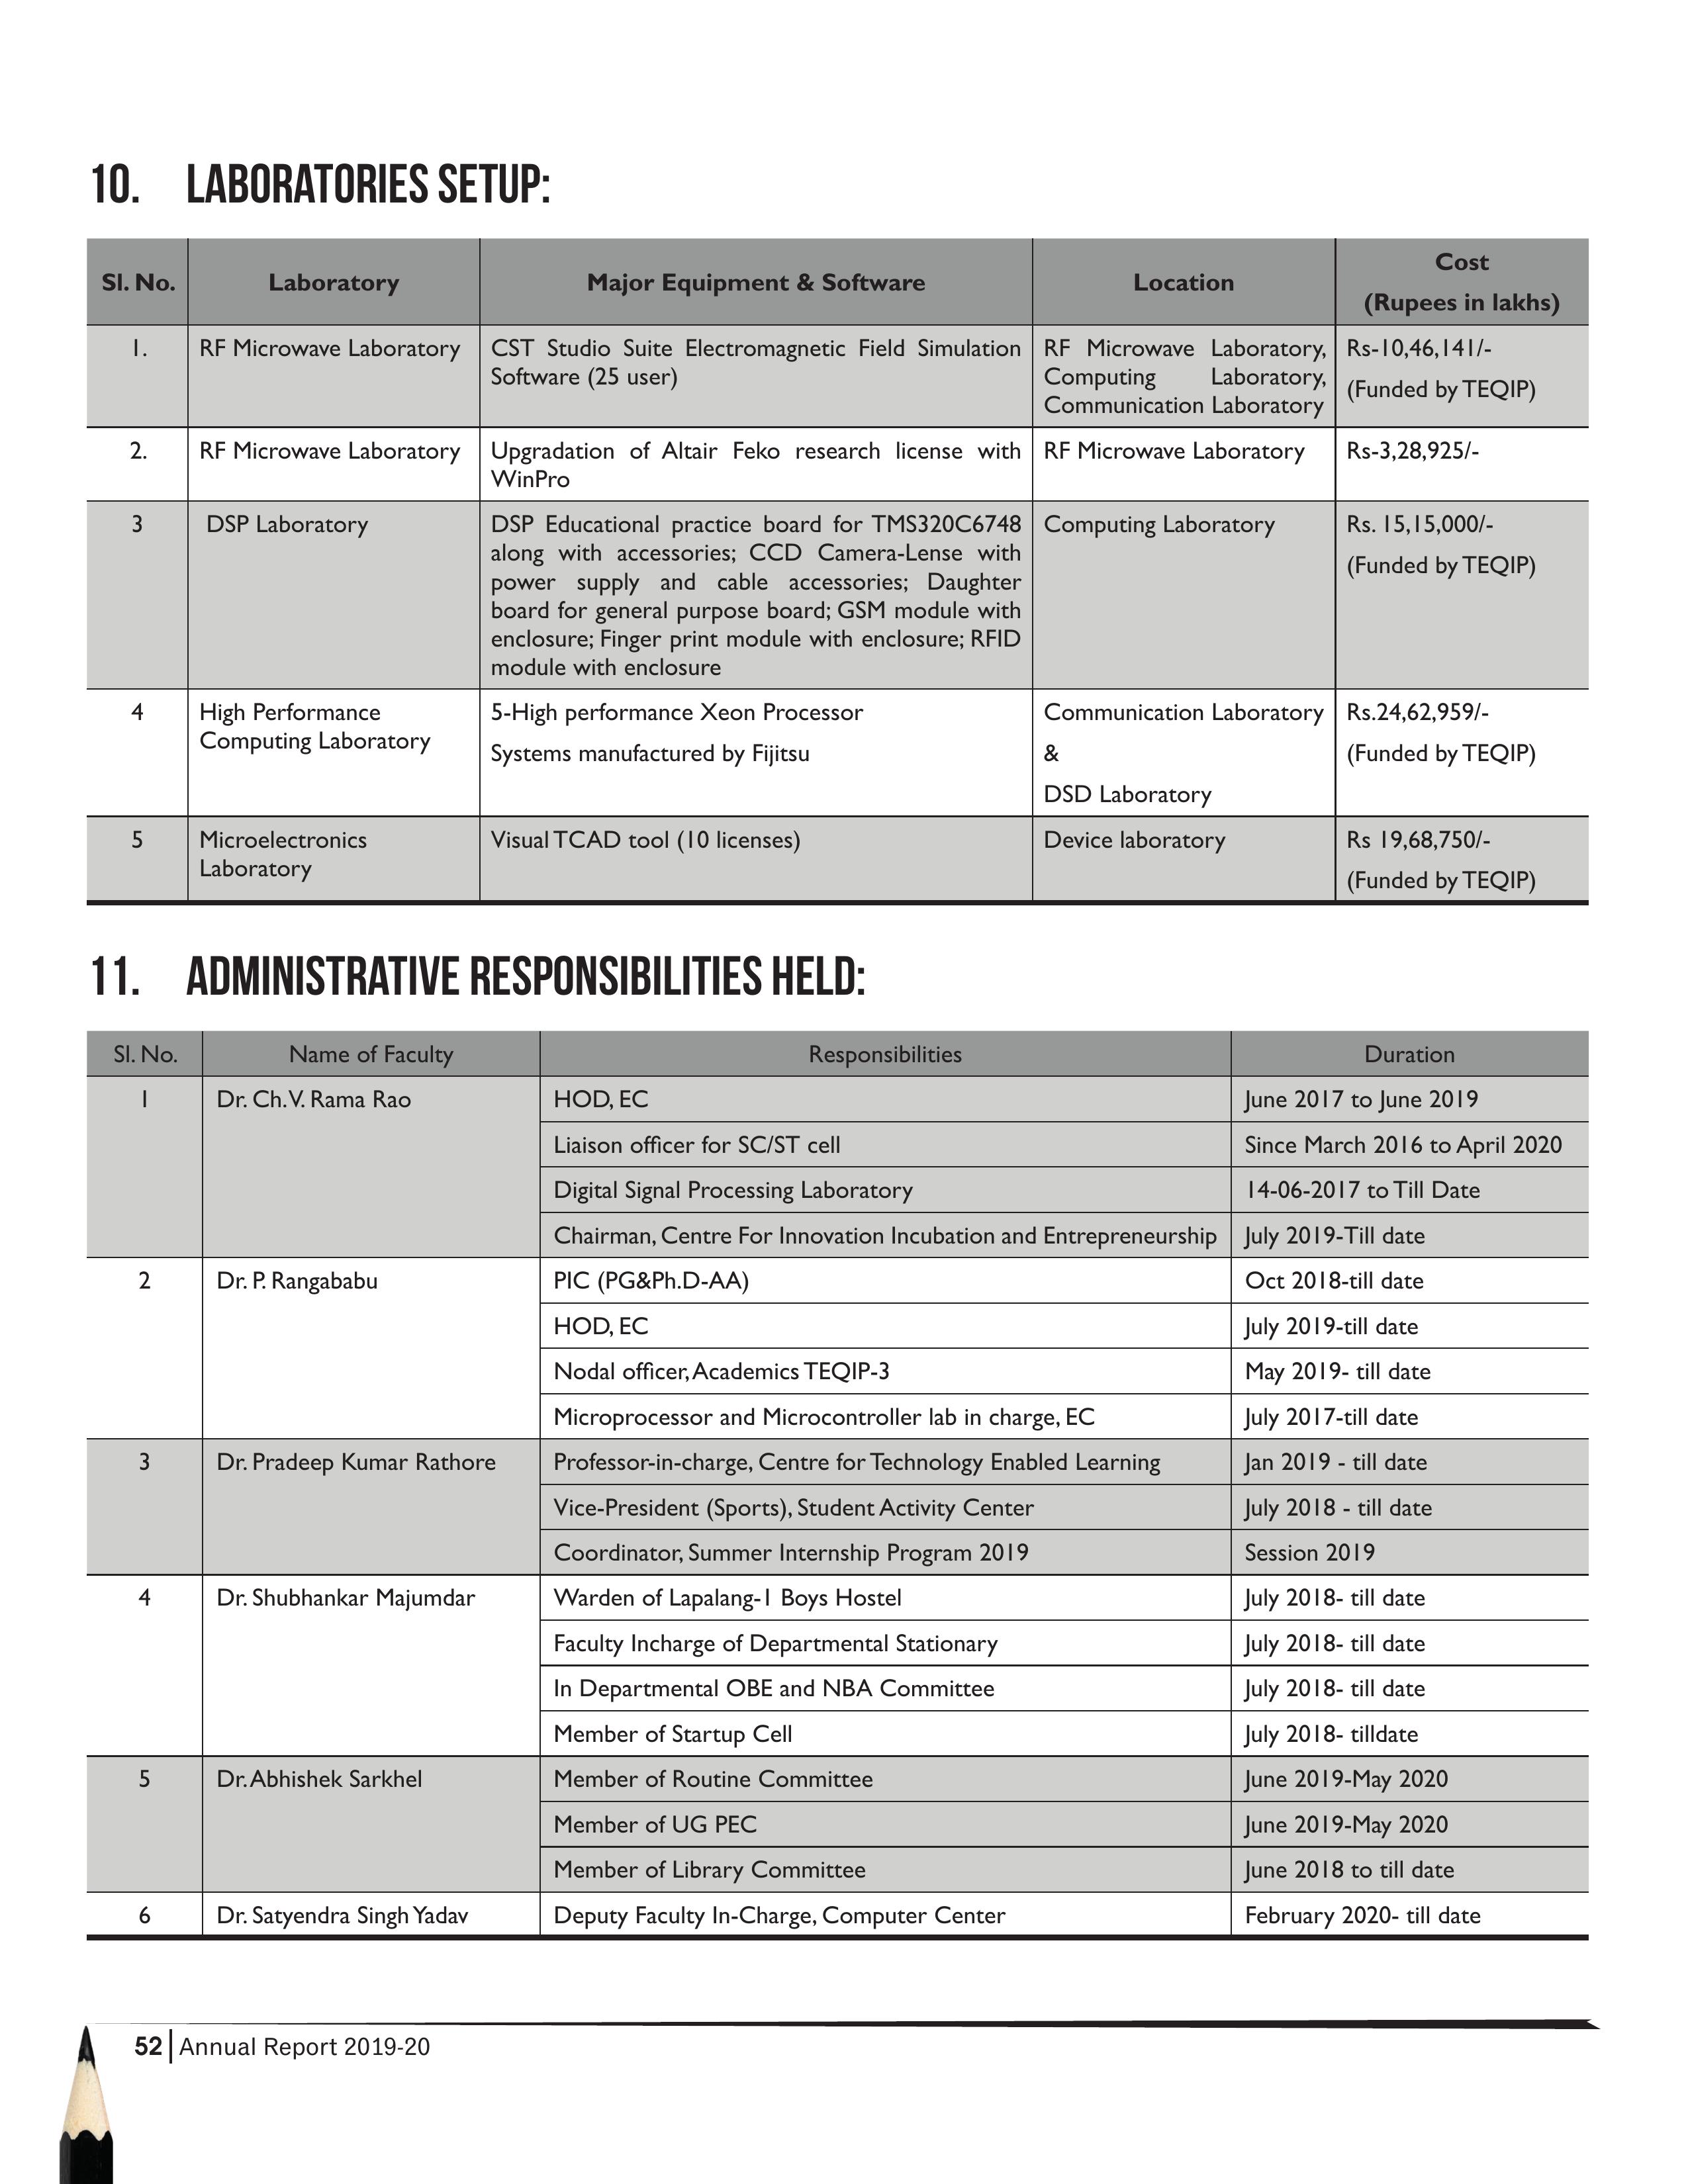 10. LABORATORIES SETUP:
Sl. No.
Laboratory
Major Equipment & Software
Location
Cost
(Rupees in lakhs)
1.
RF Microwave Laboratory
CST Studio Suite Electromagnetic Field Simulation
Software (25 user)
RF Microwave Laboratory,
Computing Laboratory,
Communication Laboratory
Rs-10,46,141/-
(Funded by TEQIP)
2.
RF Microwave Laboratory
Upgradation of Altair Feko research license with
WinPro
RF Microwave Laboratory
Rs-3,28,925/-
3
DSP Laboratory
DSP Educational practice board for TMS320C6748
along with accessories; CCD Camera-Lense with
power supply and cable accessories; Daughter
board for general purpose board; GSM module with
enclosure; Finger print module with enclosure; RFID
module with enclosure
Computing Laboratory
Rs. 15,15,000/-
(Funded by TEQIP)
4
High Performance
Computing Laboratory
5-High performance Xeon Processor
Systems manufactured by Fijitsu
Communication Laboratory
&
DSD Laboratory
Rs.24,62,959/-
(Funded by TEQIP)
5
Microelectronics
Laboratory
Visual TCAD tool (10 licenses)
Device laboratory
Rs 19,68,750/-
(Funded by TEQIP)
11. ADMINISTRATIVE RESPONSIBILITIES HELD:
Sl. No. Name of Faculty Responsibilities Duration
1 Dr. Ch.V. Rama Rao HOD, EC June 2017 to June 2019
Liaison officer for SC/ST cell Since March 2016 to April 2020
Digital Signal Processing Laboratory 14-06-2017 to Till Date
Chairman, Centre For Innovation Incubation and Entrepreneurship July 2019-Till date
2 Dr. P. Rangababu PIC (PG&Ph.D-AA) Oct 2018-till date
HOD, EC July 2019-till date
Nodal officer, Academics TEQIP-3 May 2019- till date
Microprocessor and Microcontroller lab in charge, EC July 2017-till date
3 Dr. Pradeep Kumar Rathore Professor-in-charge, Centre for Technology Enabled Learning Jan 2019 - till date
Vice-President (Sports), Student Activity Center July 2018 - till date
Coordinator, Summer Internship Program 2019 Session 2019
4 Dr. Shubhankar Majumdar Warden of Lapalang-1 Boys Hostel July 2018- till date
Faculty Incharge of Departmental Stationary July 2018- till date
In Departmental OBE and NBA Committee July 2018- till date
Member of Startup Cell July 2018- tilldate
5 Dr. Abhishek Sarkhel Member of Routine Committee June 2019-May 2020
Member of UG PEC June 2019-May 2020
Member of Library Committee June 2018 to till date
6 Dr. Satyendra Singh Yadav Deputy Faculty In-Charge, Computer Center February 2020- till date
52 Annual Report 2019-20